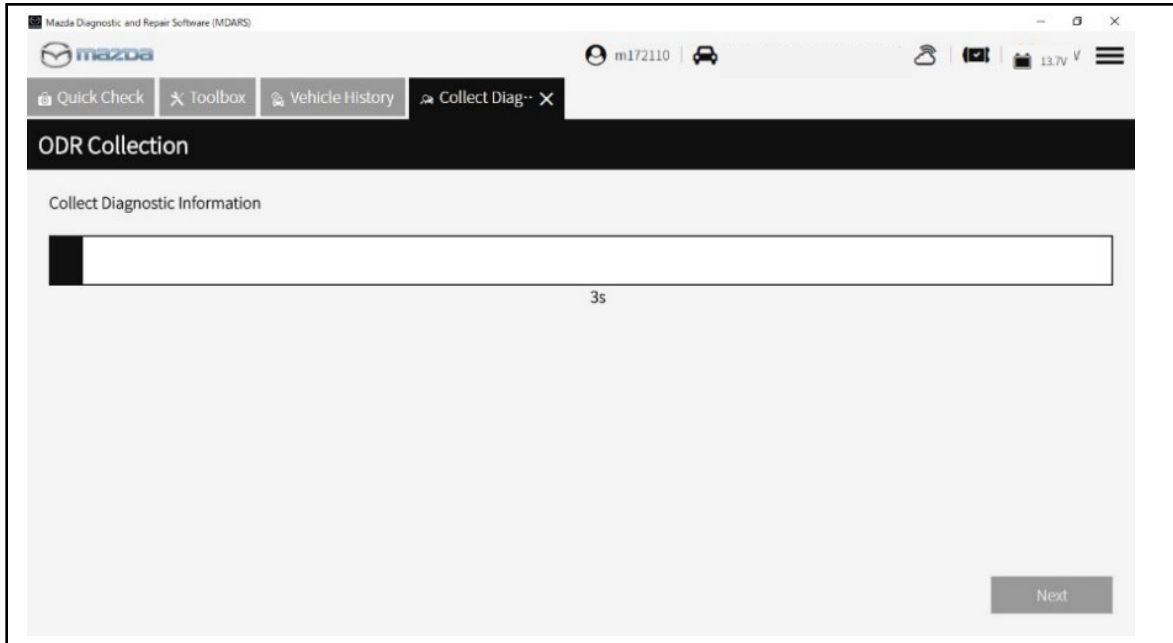 Mazda Diagnostic and Repair Software (MDARS)
mazda m172110 13.7V V
Quick Check Toolbox Vehicle History Collect Diag··
ODR Collection
Collect Diagnostic Information
3s
Next